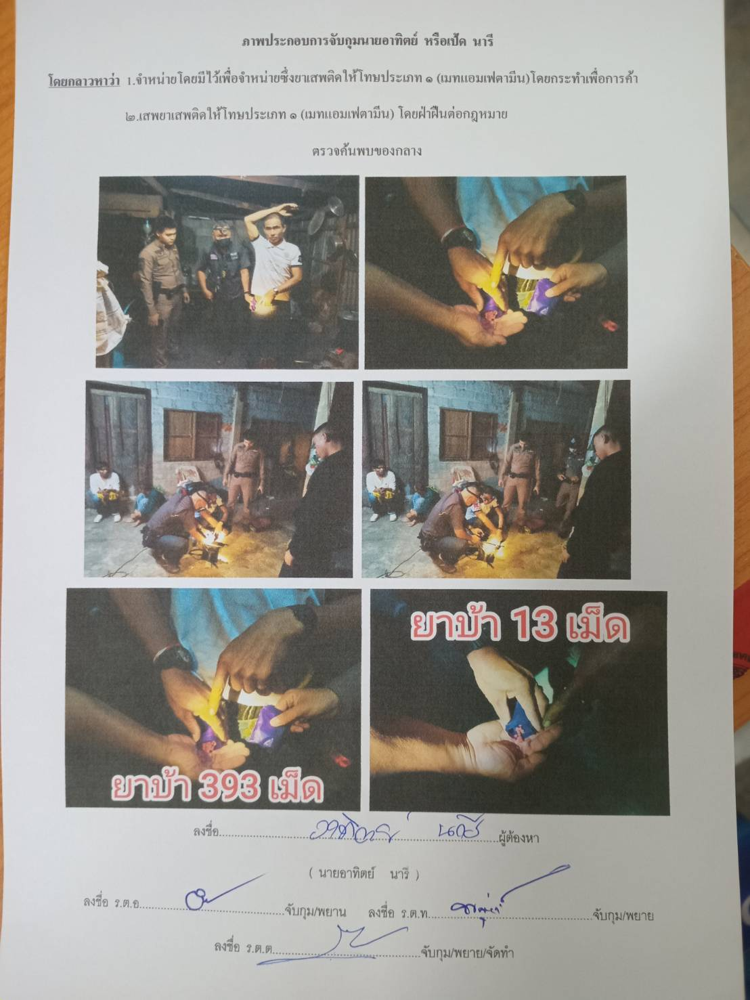 ภาพประกอบการจับกุมนายอาทิตย์ หรือเป้ด นารี
โดยกลาวหาว่า 1.จำหน่ายโดยมีไว้เพื่อจำหน่ายซึ่งยาเสพติดให้โทษประเภท ๑ (เมทแอมเฟตามีน)โดยกระทำเพื่อการค้า
๒.เสพยาเสพติดให้โทษประเภท ๑ (เมทแอมเฟตามีน) โดยฝ่าฝืนต่อกฎหมาย
ตรวจค้นพบของกลาง
ยาบ้า 393 เม็ด
ยาบ้า 13 เม็ด
ลงชื่อ อาทิตย์ นารี ผู้ต้องหา
( นายอาทิตย์ นารี )
ลงชื่อ ร.ต.อ. จับกุม/พยาน ลงชื่อ ร.ต.ท. จับกุม/พยาย
ลงชื่อ ร.ต.ต. จับกุม/พยาย/จัดทำ